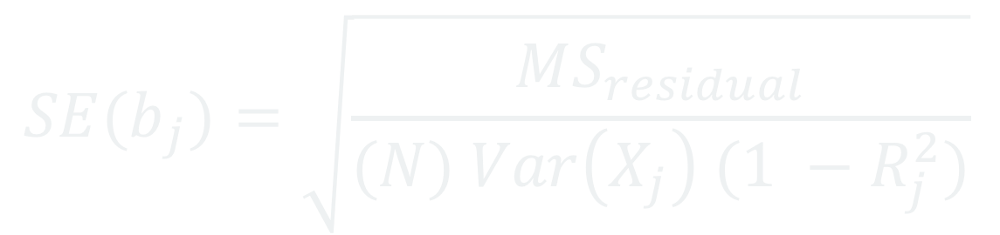 SE(b_j) = √(MS_residual / ((N) Var(X_j) (1 − R_j^2)))